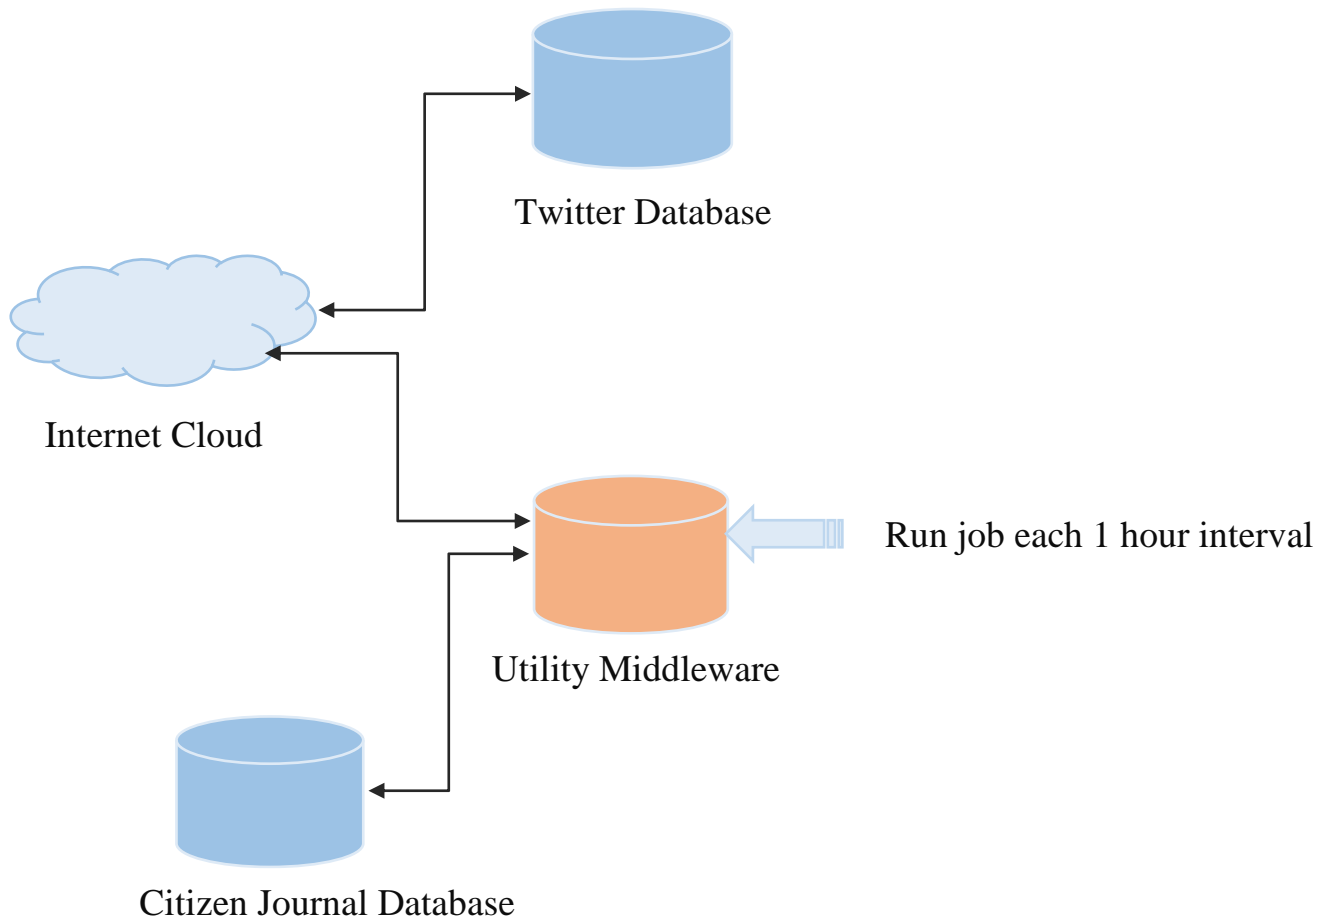 Twitter Database
Internet Cloud
Run job each 1 hour interval
Utility Middleware
Citizen Journal Database